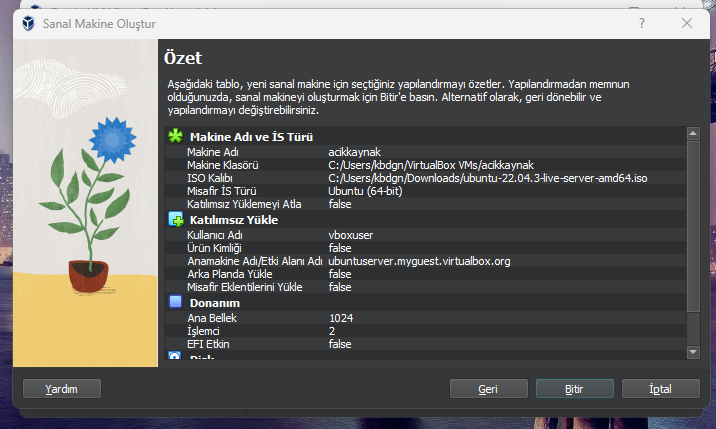 Sanal Makine Oluştur
?
Özet
Aşağıdaki tablo, yeni sanal makine için seçtiğiniz yapılandırmayı özetler. Yapılandırmadan memnun
olduğunuzda, sanal makineyi oluşturmak için Bitir'e basın. Alternatif olarak, geri dönebilir ve
yapılandırmayı değiştirebilirsiniz.
Makine Adı ve İS Türü
Makine Adı acikkaynak
Makine Klasörü C:/Users/kbdgn/VirtualBox VMs/acikkaynak
ISO Kalıbı C:/Users/kbdgn/Downloads/ubuntu-22.04.3-live-server-amd64.iso
Misafir İS Türü Ubuntu (64-bit)
Katılımsız Yüklemeyi Atla false
Katılımsız Yükle
Kullanıcı Adı vboxuser
Ürün Kimliği false
Anamakine Adı/Etki Alanı Adı ubuntuserver.myguest.virtualbox.org
Arka Planda Yükle false
Misafir Eklentilerini Yükle false
Donanım
Ana Bellek 1024
İşlemci 2
EFI Etkin false
Yardım Geri Bitir İptal